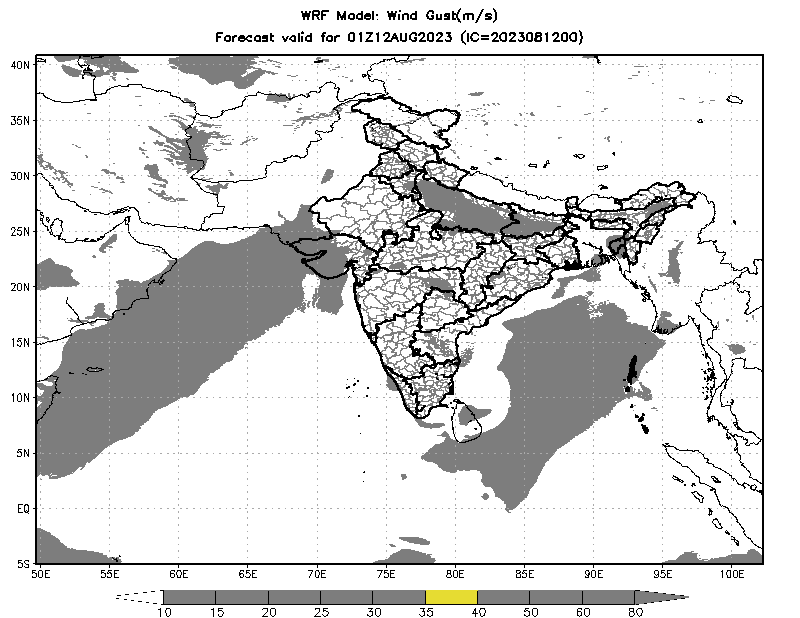 WRF Model: Wind Gust(m/s)
Forecast valid for 01Z12AUG2023 (IC=2023081200)
40N
35N
30N
25N
20N
15N
10N
5N
EQ
5S
50E 55E 60E 65E 70E 75E 80E 85E 90E 95E 100E
10 15 20 25 30 35 40 50 60 80